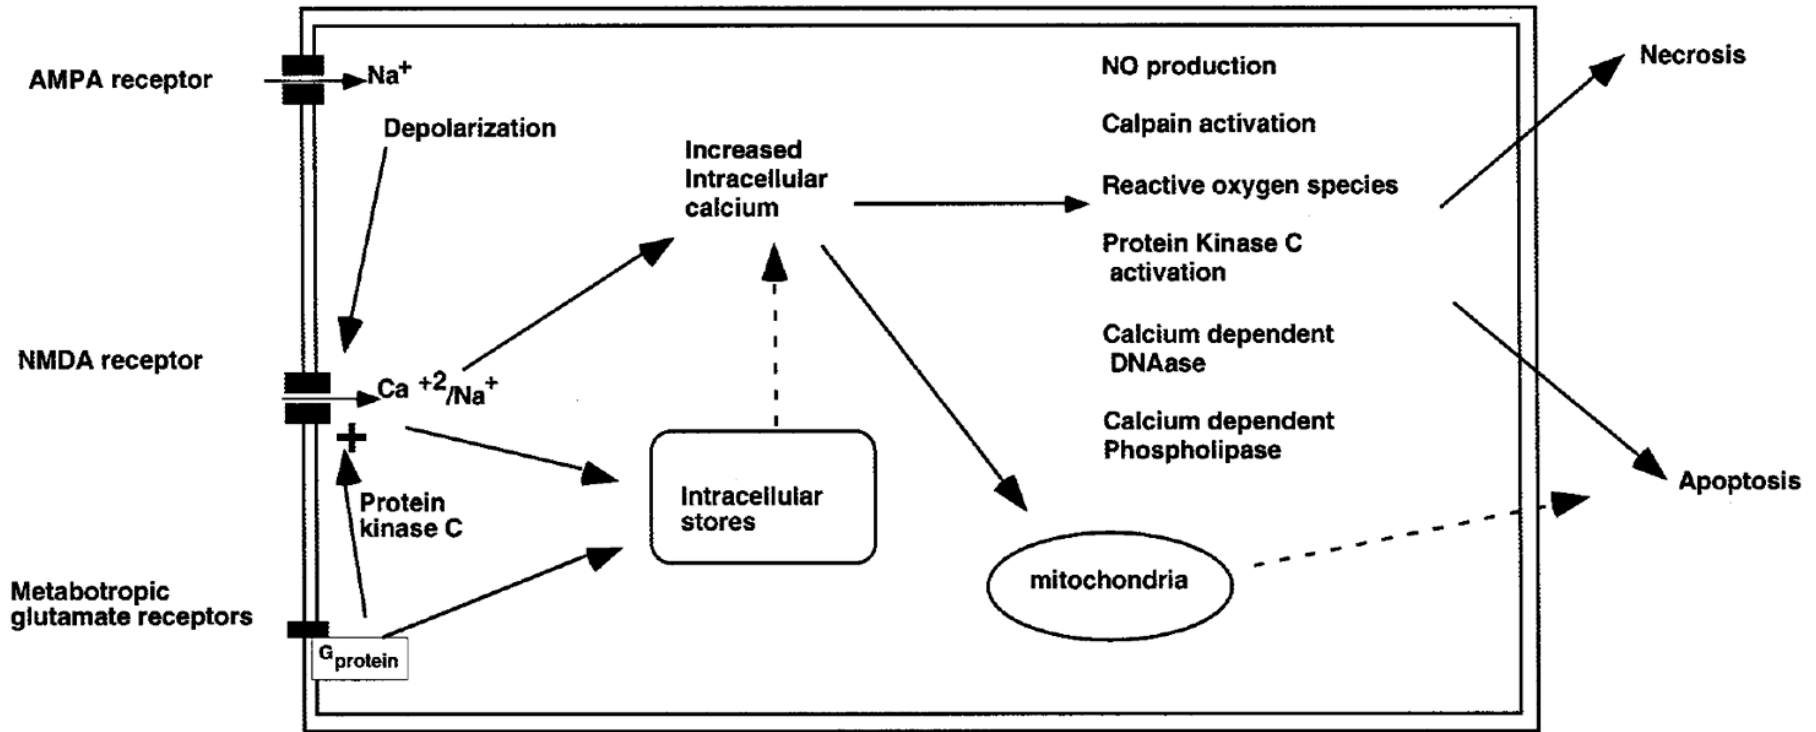 AMPA receptor
Na+
Depolarization
NMDA receptor
Ca +2/Na+
+
Protein
kinase C
Metabotropic
glutamate receptors
G protein
Increased
Intracellular
calcium
Intracellular
stores
mitochondria
NO production
Calpain activation
Reactive oxygen species
Protein Kinase C
activation
Calcium dependent
DNAase
Calcium dependent
Phospholipase
Necrosis
Apoptosis